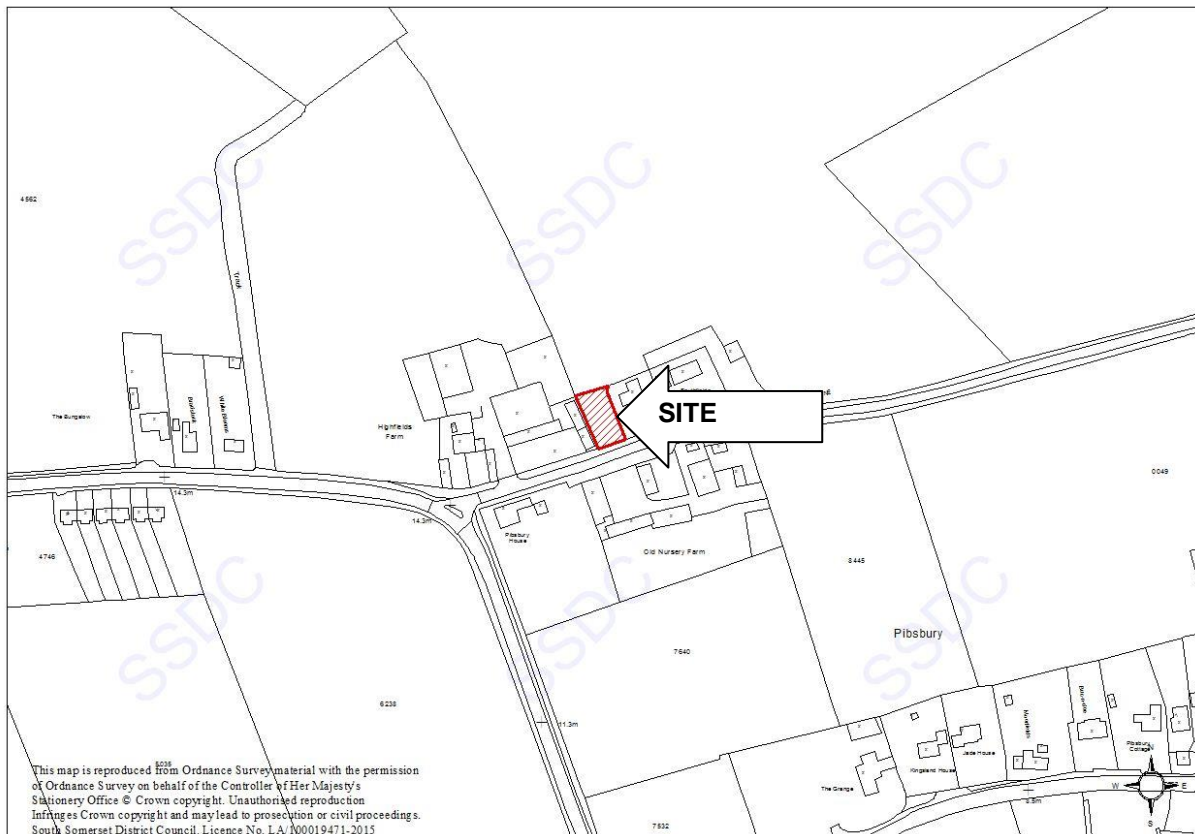 SSDC
SSDC
SSDC
4562
Track
SITE
The Bungalow
Highfields
Farm
14.3m
14.3m
0049
4746
Pibsbury
House
Old Nursery Farm
8445
Pibsbury
7640
6238
11.3m
SSDC
SSDC
SSDC
Pibsbury
Cottage
N
Jade House
Kingsland House
The Grange
W
E
S
7532
This map is reproduced from Ordnance Survey material with the permission
of Ordnance Survey on behalf of the Controller of Her Majesty's
Stationery Office © Crown copyright. Unauthorised reproduction
Infringes Crown copyright and may lead to prosecution or civil proceedings.
South Somerset District Council, Licence No. LA/100019471-2015